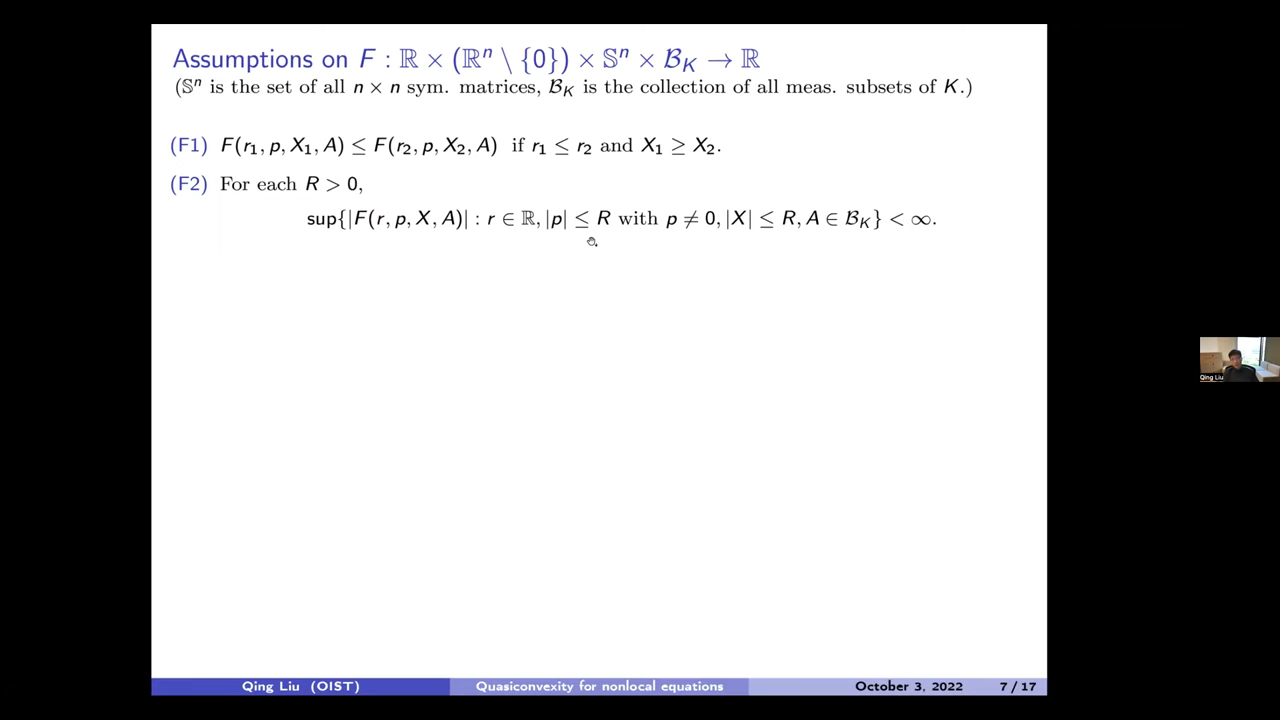 Assumptions on F : ℝ × (ℝⁿ \ {0}) × 𝕊ⁿ × ℬ_K → ℝ
(𝕊ⁿ is the set of all n × n sym. matrices, ℬ_K is the collection of all meas. subsets of K.)
(F1) F(r₁, p, X₁, A) ≤ F(r₂, p, X₂, A) if r₁ ≤ r₂ and X₁ ≥ X₂.
(F2) For each R > 0,
sup{|F(r, p, X, A)| : r ∈ ℝ, |p| ≤ R with p ≠ 0, |X| ≤ R, A ∈ ℬ_K} < ∞.
Qing Liu
Qing Liu (OIST) Quasiconvexity for nonlocal equations October 3, 2022 7 / 17